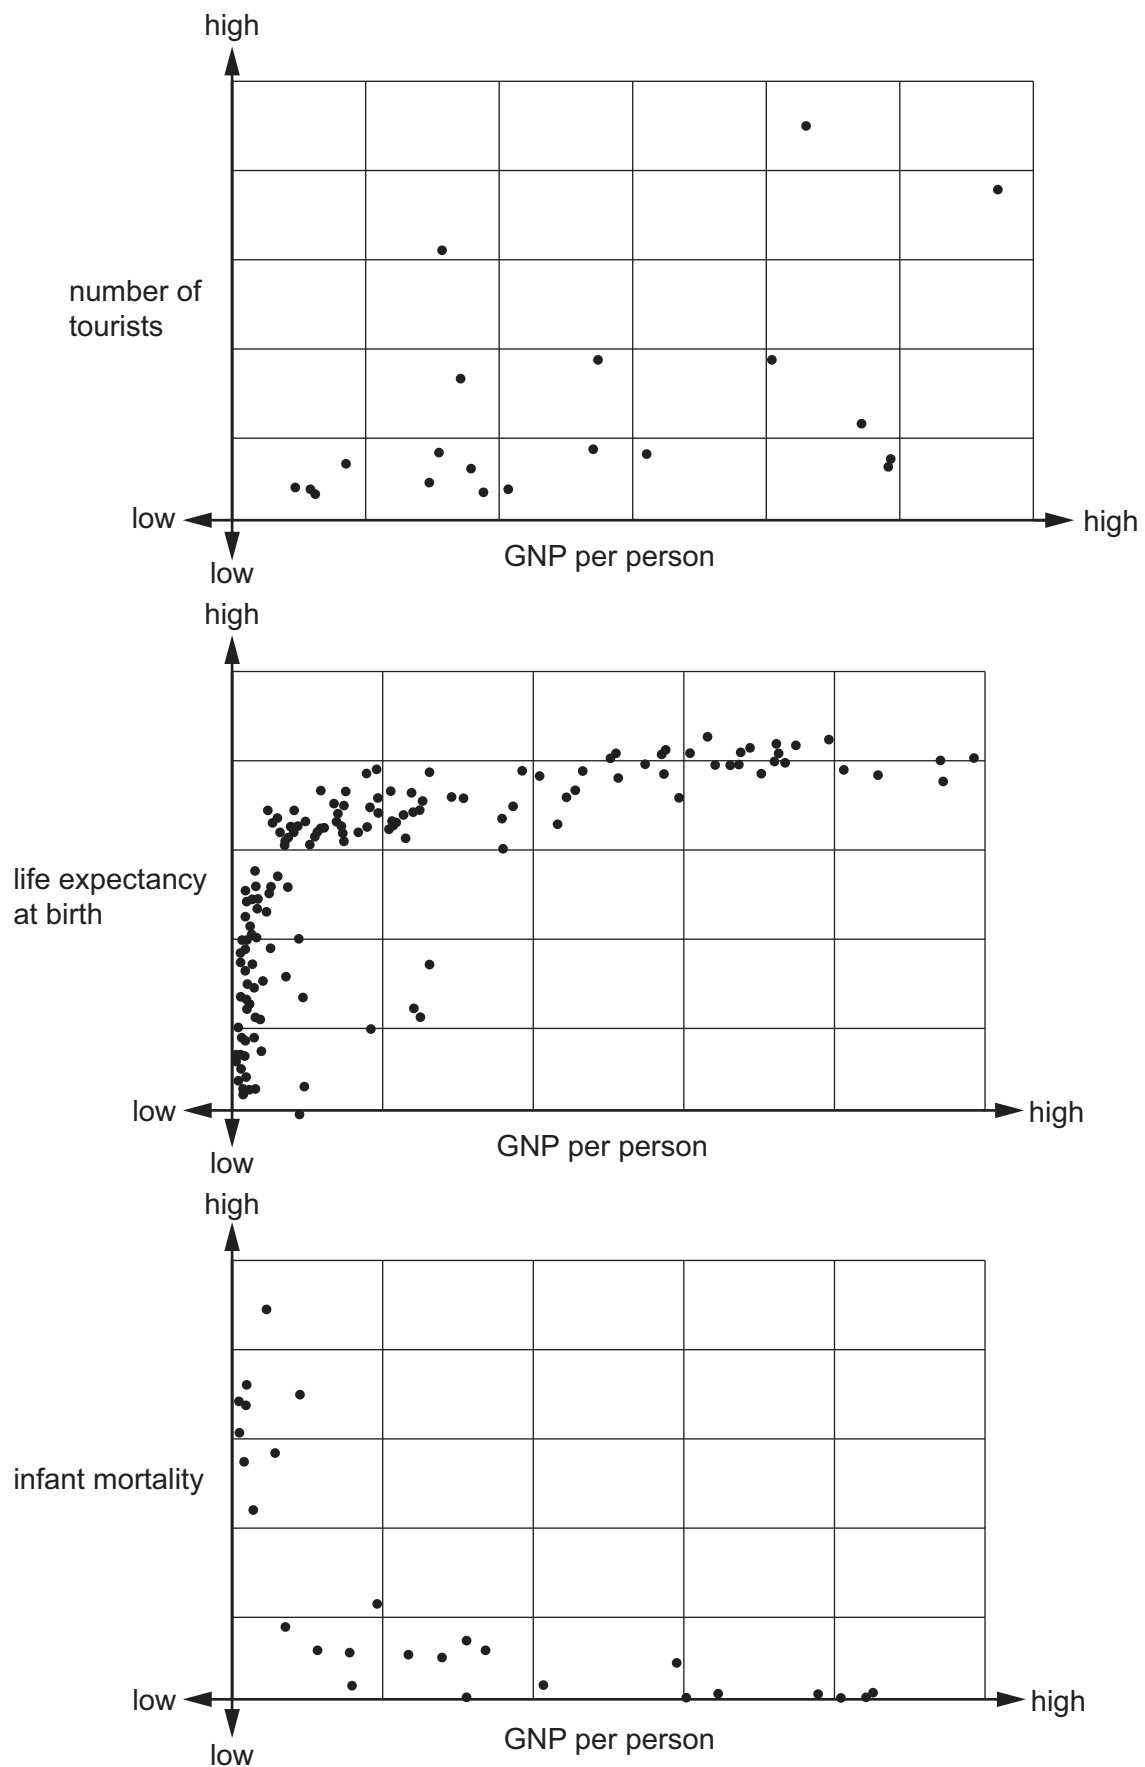 high
number of
tourists
low
high
GNP per person
low
high
life expectancy
at birth
low
high
GNP per person
low
high
infant mortality
low
high
GNP per person
low